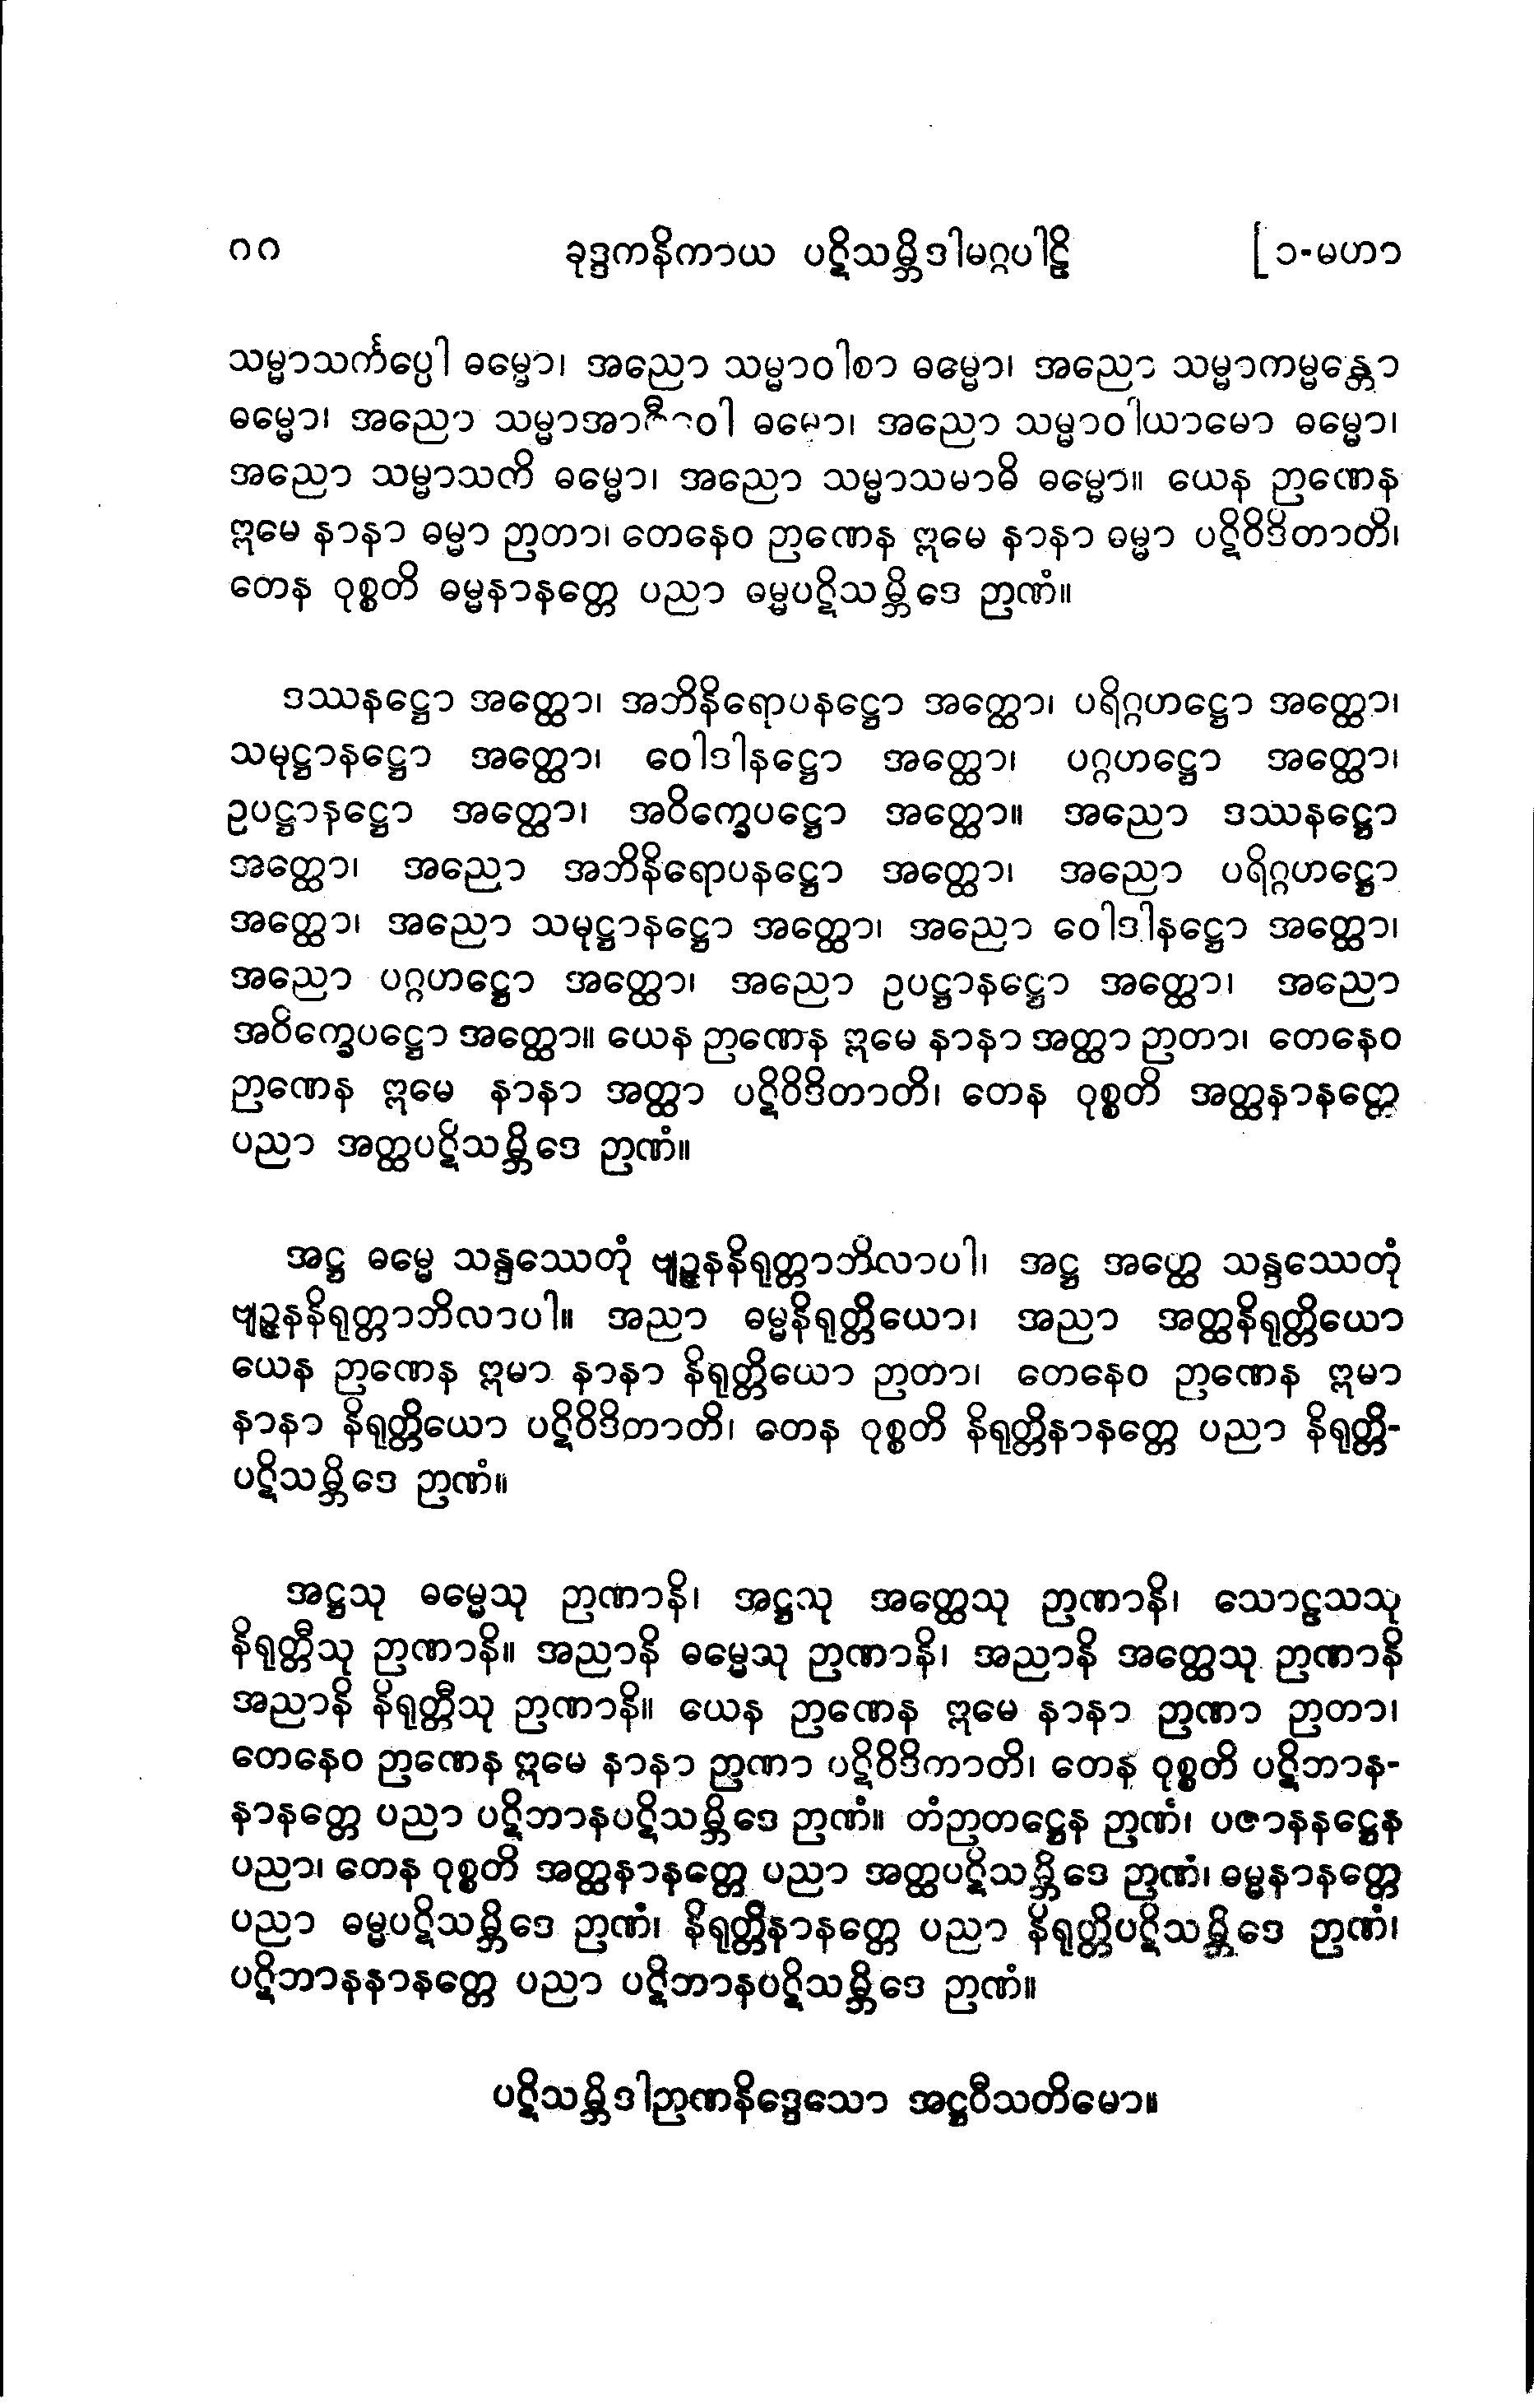 ဂဂ ခုဒ္ဒကနိကာယ ပဋိသမ္ဘိဒါမဂ္ဂပါဠိ [ ၁-မဟာ
သမ္မာသင်္ကပ္ပေါ ဓမ္မော၊ အညော သမ္မာဝါစာ ဓမ္မော၊ အညော သမ္မာကမ္မန္တော
ဓမ္မော၊ အညော သမ္မာအာဇီဝေါ ဓမ္မော၊ အညော သမ္မာဝါယာမော ဓမ္မော၊
အညော သမ္မာသကိ ဓမ္မော၊ အညော သမ္မာသမာဓိ ဓမ္မော။ ယေန ဉာဏေန
ဣမေ နာနာ ဓမ္မာ ဉာတာ၊ တေနေဝ ဉာဏေန ဣမေ နာနာ ဓမ္မာ ပဋိဝိဒိတာတိ၊
တေန ဝုစ္စတိ ဓမ္မနာနတ္တေ ပညာ ဓမ္မပဋိသမ္ဘိဒေ ဉာဏံ။
ဒဿနဋ္ဌော အတ္ထော၊ အဘိနိရောပနဋ္ဌော အတ္ထော၊ ပရိဂ္ဂဟဋ္ဌော အတ္ထော၊
သမုဋ္ဌာနဋ္ဌော အတ္ထော၊ ဝေါဒါနဋ္ဌော အတ္ထော၊ ပဂ္ဂဟဋ္ဌော အတ္ထော၊
ဥပဋ္ဌာနဋ္ဌော အတ္ထော၊ အဝိက္ခေပဋ္ဌော အတ္ထော။ အညော ဒဿနဋ္ဌော
အတ္ထော၊ အညော အဘိနိရောပနဋ္ဌော အတ္ထော၊ အညော ပရိဂ္ဂဟဋ္ဌော
အတ္ထော၊ အညော သမုဋ္ဌာနဋ္ဌော အတ္ထော၊ အညော ဝေါဒါနဋ္ဌော အတ္ထော၊
အညော ပဂ္ဂဟဋ္ဌော အတ္ထော၊ အညော ဥပဋ္ဌာနဋ္ဌော အတ္ထော၊ အညော
အဝိက္ခေပဋ္ဌော အတ္ထော။ ယေန ဉာဏေန ဣမေ နာနာ အတ္ထာ ဉာတာ၊ တေနေဝ
ဉာဏေန ဣမေ နာနာ အတ္ထာ ပဋိဝိဒိတာတိ၊ တေန ဝုစ္စတိ အတ္ထနာနတ္တေ
ပညာ အတ္ထပဋိသမ္ဘိဒေ ဉာဏံ။
အဋ္ဌ ဓမ္မေ သန္ဒဿေတုံ ဗျဉ္ဇနနိရုတ္တာဘိလာပါ၊ အဋ္ဌ အတ္ထေ သန္ဒဿေတုံ
ဗျဉ္ဇနနိရုတ္တာဘိလာပါ။ အညာ ဓမ္မနိရုတ္တိယော၊ အညာ အတ္ထနိရုတ္တိယော
ယေန ဉာဏေန ဣမာ နာနာ နိရုတ္တိယော ဉာတာ၊ တေနေဝ ဉာဏေန ဣမာ
နာနာ နိရုတ္တိယော ပဋိဝိဒိတာတိ၊ တေန ဝုစ္စတိ နိရုတ္တိနာနတ္တေ ပညာ နိရုတ္တိ-
ပဋိသမ္ဘိဒေ ဉာဏံ။
အဋ္ဌသု ဓမ္မေသု ဉာဏာနိ၊ အဋ္ဌသု အတ္ထေသု ဉာဏာနိ၊ သောဠသသု
နိရုတ္တီသု ဉာဏာနိ။ အညာနိ ဓမ္မေသု ဉာဏာနိ၊ အညာနိ အတ္ထေသု ဉာဏာနိ
အညာနိ နိရုတ္တီသု ဉာဏာနိ။ ယေန ဉာဏေန ဣမေ နာနာ ဉာဏာ ဉာတာ၊
တေနေဝ ဉာဏေန ဣမေ နာနာ ဉာဏာ ပဋိဝိဒိကာတိ၊ တေန ဝုစ္စတိ ပဋိဘာန-
နာနတ္တေ ပညာ ပဋိဘာနပဋိသမ္ဘိဒေ ဉာဏံ။ တံဉာတဋ္ဌေန ဉာဏံ၊ ပဇာနနဋ္ဌေန
ပညာ၊ တေန ဝုစ္စတိ အတ္ထနာနတ္တေ ပညာ အတ္ထပဋိသမ္ဘိဒေ ဉာဏံ၊ ဓမ္မနာနတ္တေ
ပညာ ဓမ္မပဋိသမ္ဘိဒေ ဉာဏံ၊ နိရုတ္တိနာနတ္တေ ပညာ နိရုတ္တိပဋိသမ္ဘိဒေ ဉာဏံ၊
ပဋိဘာနနာနတ္တေ ပညာ ပဋိဘာနပဋိသမ္ဘိဒေ ဉာဏံ။
ပဋိသမ္ဘိဒါဉာဏနိဒ္ဒေသော အဋ္ဌဝီသတိမော။